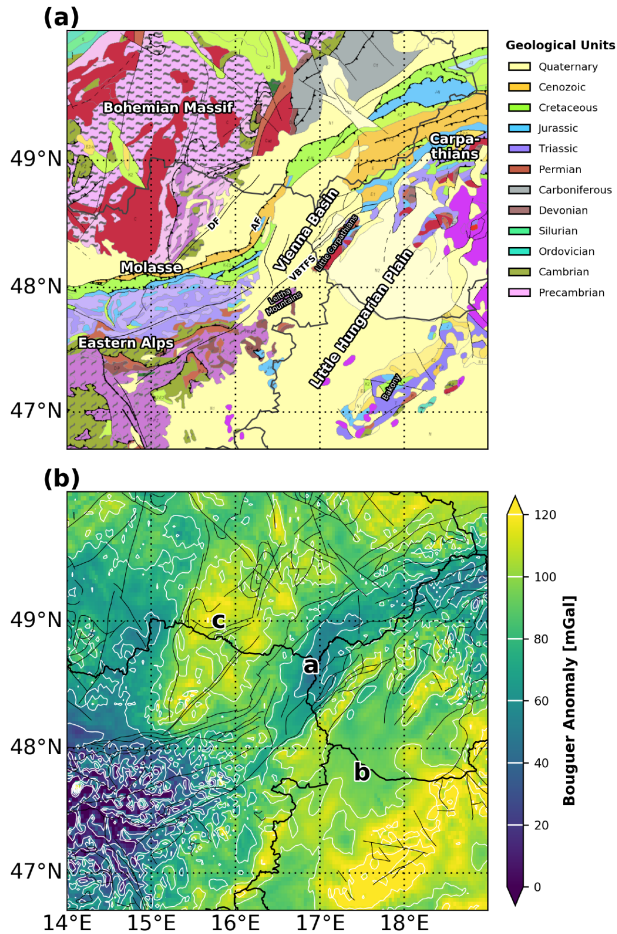 (a)
Geological Units
Quaternary
Cenozoic
Cretaceous
Jurassic
Triassic
Permian
Carboniferous
Devonian
Silurian
Ordovician
Cambrian
Precambrian
Bohemian Massif
Carpa-
thians
49°N
DF
AF
Vienna Basin
Little Carpathians
VBTFS
Molasse
48°N
Leitha
Mountains
Eastern Alps
Little Hungarian Plain
Bakony
47°N
(b)
c
49°N
a
48°N
b
47°N
14°E 15°E 16°E 17°E 18°E
120
100
80
60
40
20
0
Bouguer Anomaly [mGal]